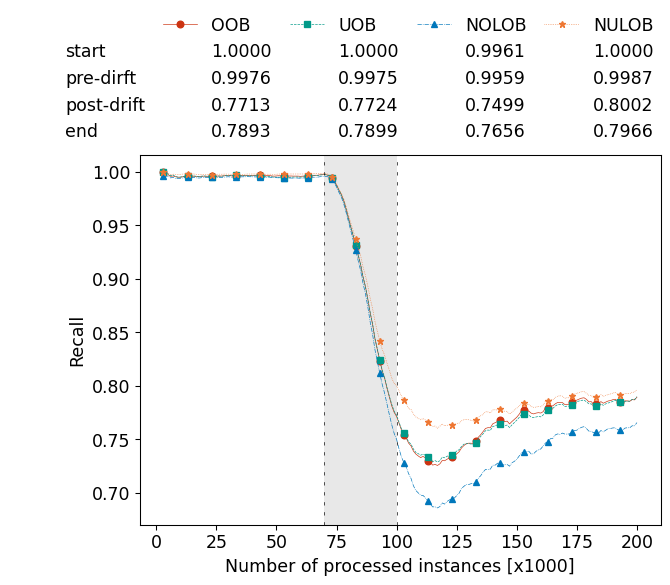 OOB UOB NOLOB NULOB
start 1.0000 1.0000 0.9961 1.0000
pre-dirft 0.9976 0.9975 0.9959 0.9987
post-drift 0.7713 0.7724 0.7499 0.8002
end 0.7893 0.7899 0.7656 0.7966
1.00
0.95
0.90
0.85
0.80
0.75
0.70
Recall
0 25 50 75 100 125 150 175 200
Number of processed instances [x1000]